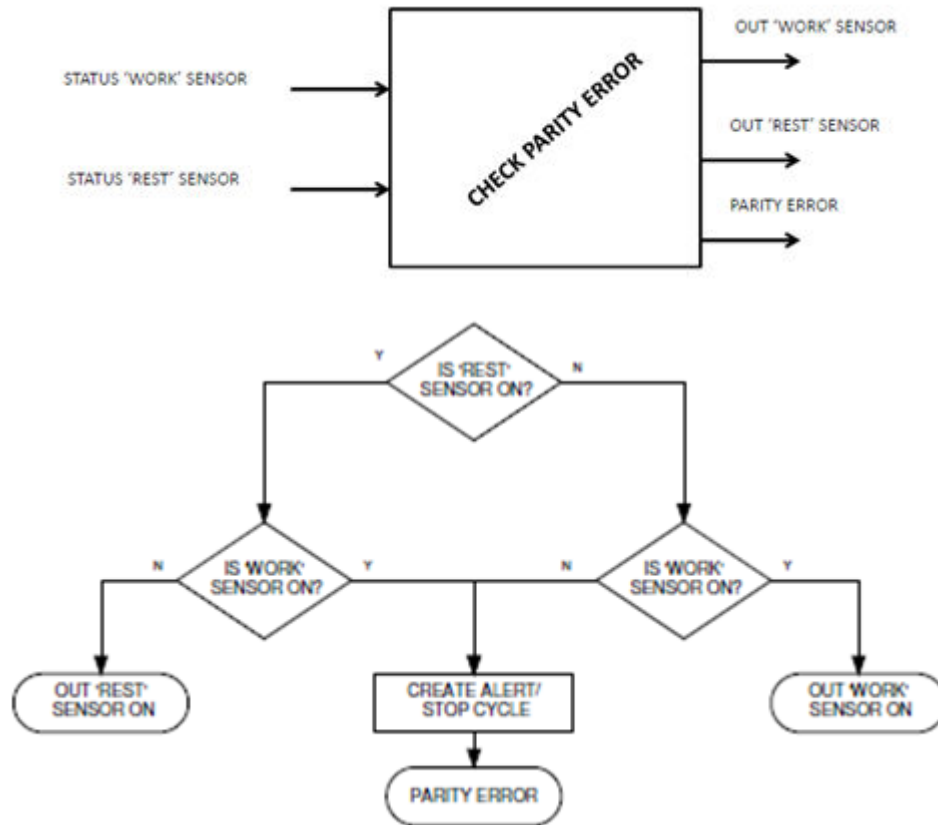 OUT 'WORK' SENSOR
STATUS 'WORK' SENSOR
CHECK PARITY ERROR
OUT 'REST' SENSOR
STATUS 'REST' SENSOR
PARITY ERROR
Y
IS 'REST'
SENSOR ON?
N
N
IS 'WORK'
SENSOR ON?
Y
N
IS 'WORK'
SENSOR ON?
Y
OUT 'REST'
SENSOR ON
CREATE ALERT/
STOP CYCLE
OUT 'WORK'
SENSOR ON
PARITY ERROR